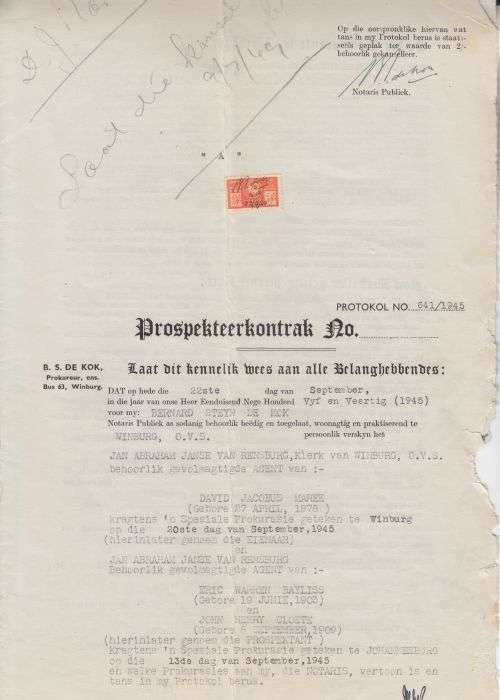 Op die oorspronklike hiervan wat
tans in my Protokol berus is staat-
seëls geplak ter waarde van 2/-
behoorlik gekanselleer.
Notaris Publiek.
Laat die
" A "
PROTOKOL NO. 641/1945
Prospekteerkontrak No.
B. S. DE KOK,
Prokureur, ens.
Bus 63, Winburg.
Laat dit kennelik wees aan alle Belanghebbendes:
DAT op hede die 22ste dag van September,
in die jaar van onse Heer Eenduisend Nege Honderd Vyf en Veertig (1945)
voor my: BERNARD STEYN DE KOK
Notaris Publiek as sodanig behoorlik beëdig en toegelaat, woonagtig en praktiserend te
WINBURG, O.V.S. persoonlik verskyn het
JAN ABRAHAM JANSE VAN RENSBURG, Klerk van WINBURG, O.V.S.
behoorlik gevolmagtigde AGENT van :-
DAVID JACOBUS MAREE
(Gebore 27 APRIL, 1878 )
kragtens 'n Spesiale Prokurasie geteken te Winburg
op die 20ste dag van September, 1945
(hierinlater genoem die EIENAAR)
en
JAN ABRAHAM JANSE VAN RENSBURG
Behoorlik gevolmagtigde AGENT van :-
ERIC WARREN BAYLISS
(Gebore 19 JUNIE, 1903)
en
JOHN HENRY CLOETE
(Gebore SEPTEMBER, 1909)
(hierinlater genoem die PROSPEKTANT )
kragtens 'n Spesiale Prokurasie geteken te JOHANNESBURG
op die 13de dag van September, 1945
en welke Prokurasies aan my, die NOTARIS, vertoon is en
tans in my Protokol berus.